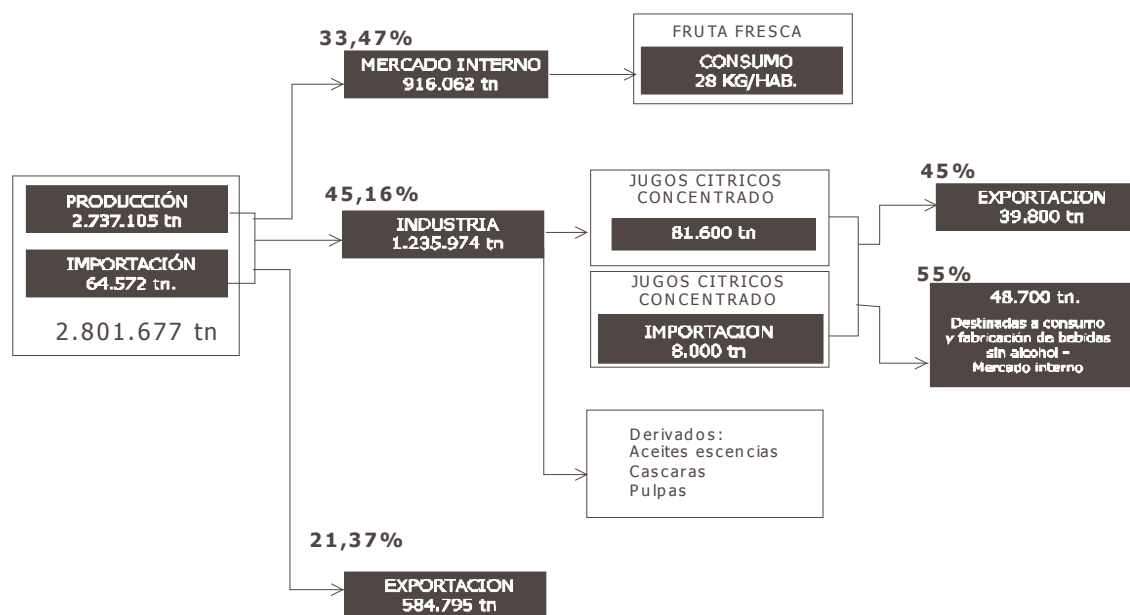 33,47%
MERCADO INTERNO
916.062 tn
FRUTA FRESCA
CONSUMO
28 KG/HAB.
PRODUCCIÓN
2.737.105 tn
IMPORTACIÓN
64.572 tn.
2.801.677 tn
45,16%
INDUSTRIA
1.235.974 tn
JUGOS CITRICOS
CONCENTRADO
81.600 tn
JUGOS CITRICOS
CONCENTRADO
IMPORTACION
8.000 tn
45%
EXPORTACION
39.800 tn
55%
48.700 tn.
Destinadas a consumo
y fabricación de bebidas
sin alcohol –
Mercado interno
Derivados:
Aceites escencias
Cascaras
Pulpas
21,37%
EXPORTACION
584.795 tn